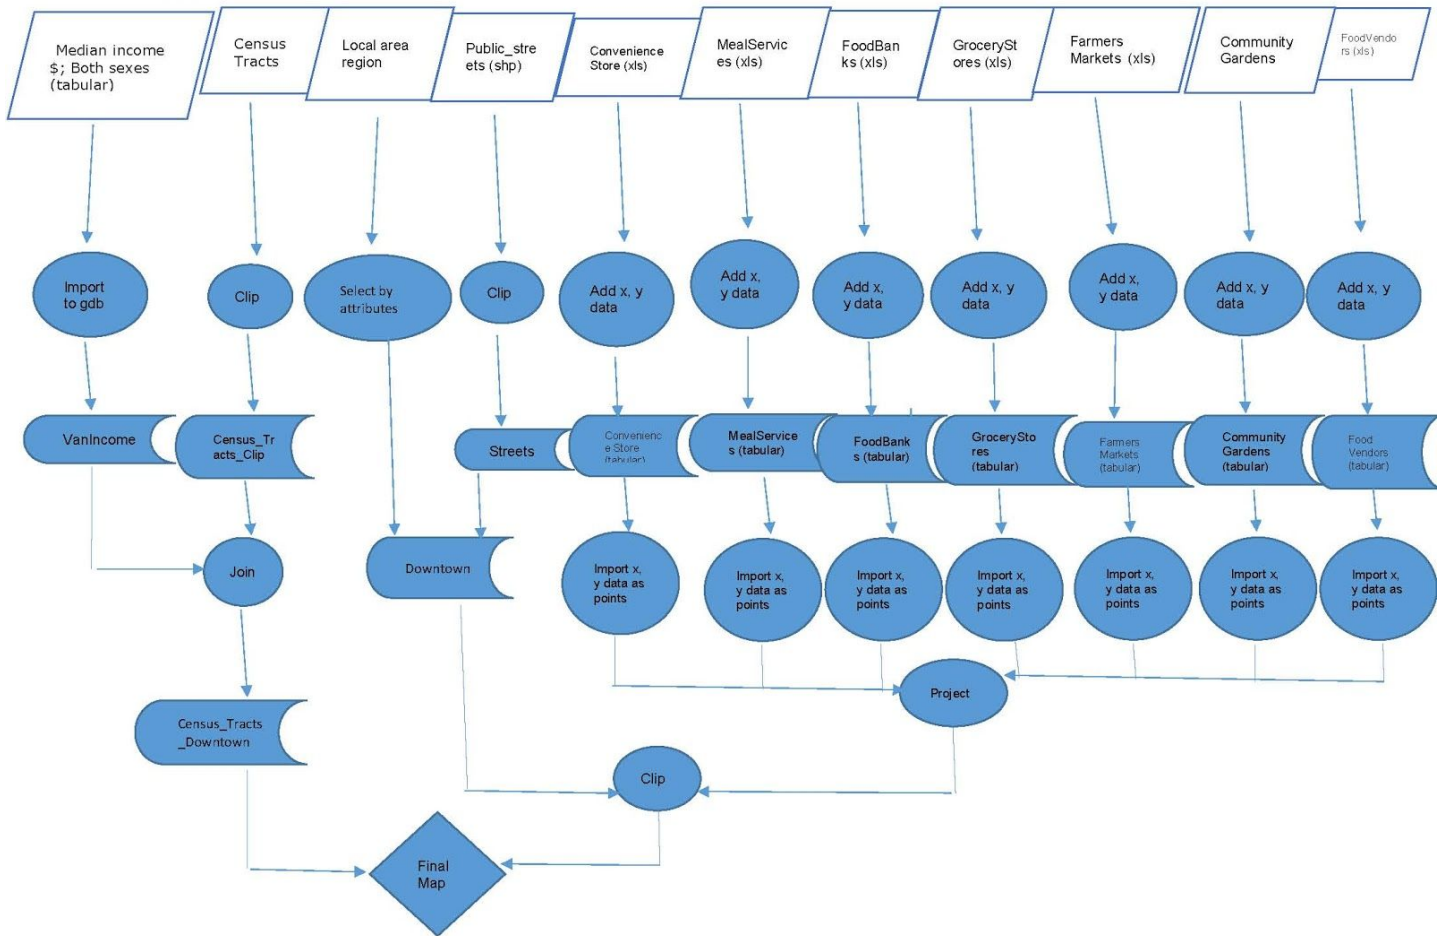 Median income
$; Both sexes
(tabular)
Census
Tracts
Local area
region
Public_stre
ets (shp)
Convenience
Store (xls)
MealServic
es (xls)
FoodBan
ks (xls)
GrocerySt
ores (xls)
Farmers
Markets (xls)
Community
Gardens
FoodVendo
rs (xls)
Import
to gdb
Clip
Select by
attributes
Clip
Add x, y
data
Add x,
y data
Add x, y
data
Add x, y
data
Add x,
y data
Add x, y
data
Add x, y
data
VanIncome
Census_Tr
acts_Clip
Streets
Convenienc
e Store
(tabular)
MealService
s (tabular)
FoodBank
s (tabular)
GrocerySto
res
(tabular)
Farmers
Markets
(tabular)
Community
Gardens
(tabular)
Food
Vendors
(tabular)
Join
Downtown
Import x,
y data as
points
Import x,
y data as
points
Import x,
y data as
points
Import x,
y data as
points
Import x,
y data as
points
Import x,
y data as
points
Import x,
y data as
points
Project
Census_Tracts
_Downtown
Clip
Final
Map